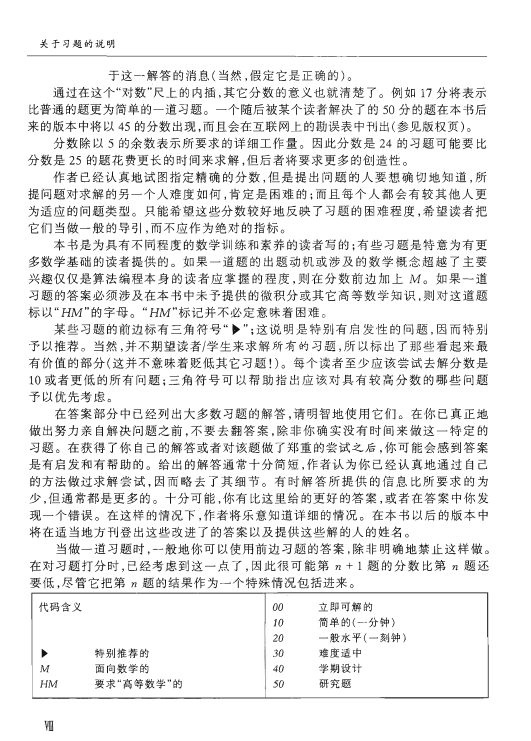 关于习题的说明
于这一解答的消息(当然,假定它是正确的)。
通过在这个“对数”尺上的内插,其它分数的意义也就清楚了。例如 17 分将表示
比普通的题更为简单的一道习题。一个随后被某个读者解决了的 50 分的题在本书后
来的版本中将以 45 的分数出现,而且会在互联网上的勘误表中刊出(参见版权页)。
分数除以 5 的余数表示所要求的详细工作量。因此分数是 24 的习题可能要比
分数是 25 的题花费更长的时间来求解,但后者将要求更多的创造性。
作者已经认真地试图指定精确的分数,但是提出问题的人要想确切地知道,所
提问题对求解的另一个人难度如何,肯定是困难的;而且每个人都会有较其他人更
为适应的问题类型。只能希望这些分数较好地反映了习题的困难程度,希望读者把
它们当做一般的导引,而不应作为绝对的指标。
本书是为具有不同程度的数学训练和素养的读者写的;有些习题是特意为有更
多数学基础的读者提供的。如果一道题的出题动机或涉及的数学概念超越了主要
兴趣仅仅是算法编程本身的读者应掌握的程度,则在分数前边加上 M。如果一道
习题的答案必须涉及在本书中未予提供的微积分或其它高等数学知识,则对这道题
标以“HM”的字母。“HM”标记并不必定意味着困难。
某些习题的前边标有三角符号“▶”;这说明是特别有启发性的问题,因而特别
予以推荐。当然,并不期望读者/学生来求解所有的习题,所以标出了那些看起来最
有价值的部分(这并不意味着贬低其它习题!)。每个读者至少应该尝试去解分数是
10 或者更低的所有问题;三角符号可以帮助指出应该对具有较高分数的哪些问题
予以优先考虑。
在答案部分中已经列出大多数习题的解答,请明智地使用它们。在你已真正地
做出努力亲自解决问题之前,不要去翻答案,除非你确实没有时间来做这一特定的
习题。在获得了你自己的解答或者对该题做了郑重的尝试之后,你可能会感到答案
是有启发和有帮助的。给出的解答通常十分简短,作者认为你已经认真地通过自己
的方法做过求解尝试,因而略去了其细节。有时解答所提供的信息比所要求的为
少,但通常都是更多的。十分可能,你有比这里给的更好的答案,或者在答案中你发
现一个错误。在这样的情况下,作者将乐意知道详细的情况。在本书以后的版本中
将在适当地方刊登出这些改进了的答案以及提供这些解的人的姓名。
当做一道习题时,一般地你可以使用前边习题的答案,除非明确地禁止这样做。
在对习题打分时,已经考虑到这一点了,因此很可能第 n + 1 题的分数比第 n 题还
要低,尽管它把第 n 题的结果作为一个特殊情况包括进来。
代码含义
▶ 特别推荐的
M 面向数学的
HM 要求“高等数学”的
00 立即可解的
10 简单的(一分钟)
20 一般水平(一刻钟)
30 难度适中
40 学期设计
50 研究题
Ⅷ